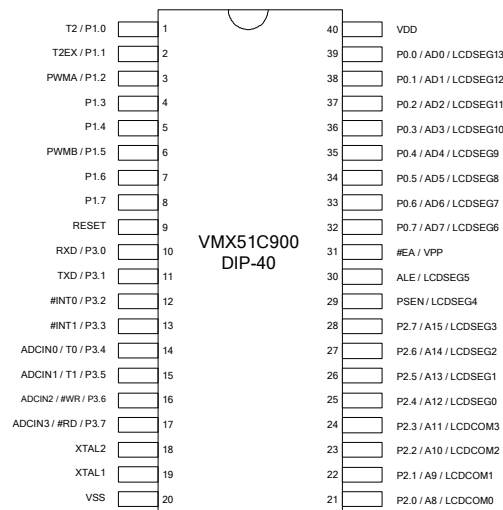 T2 / P1.0 1 40 VDD
T2EX / P1.1 2 39 P0.0 / AD0 / LCDSEG13
PWMA / P1.2 3 38 P0.1 / AD1 / LCDSEG12
P1.3 4 37 P0.2 / AD2 / LCDSEG11
P1.4 5 36 P0.3 / AD3 / LCDSEG10
PWMB / P1.5 6 35 P0.4 / AD4 / LCDSEG9
P1.6 7 34 P0.5 / AD5 / LCDSEG8
P1.7 8 33 P0.6 / AD6 / LCDSEG7
RESET 9 32 P0.7 / AD7 / LCDSEG6
RXD / P3.0 10 VMX51C900 31 #EA / VPP
TXD / P3.1 11 DIP-40 30 ALE / LCDSEG5
#INT0 / P3.2 12 29 PSEN / LCDSEG4
#INT1 / P3.3 13 28 P2.7 / A15 / LCDSEG3
ADCIN0 / T0 / P3.4 14 27 P2.6 / A14 / LCDSEG2
ADCIN1 / T1 / P3.5 15 26 P2.5 / A13 / LCDSEG1
ADCIN2 / #WR / P3.6 16 25 P2.4 / A12 / LCDSEG0
ADCIN3 / #RD / P3.7 17 24 P2.3 / A11 / LCDCOM3
XTAL2 18 23 P2.2 / A10 / LCDCOM2
XTAL1 19 22 P2.1 / A9 / LCDCOM1
VSS 20 21 P2.0 / A8 / LCDCOM0